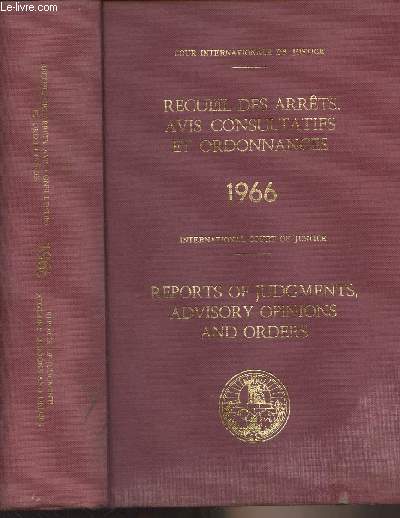 Le-livre.com
COUR INTERNATIONALE DE JUSTICE
RECUEIL DES ARRÊTS,
AVIS CONSULTATIFS
ET ORDONNANCES
1966
INTERNATIONAL COURT OF JUSTICE
REPORTS OF JUDGMENTS,
ADVISORY OPINIONS
AND ORDERS
1966